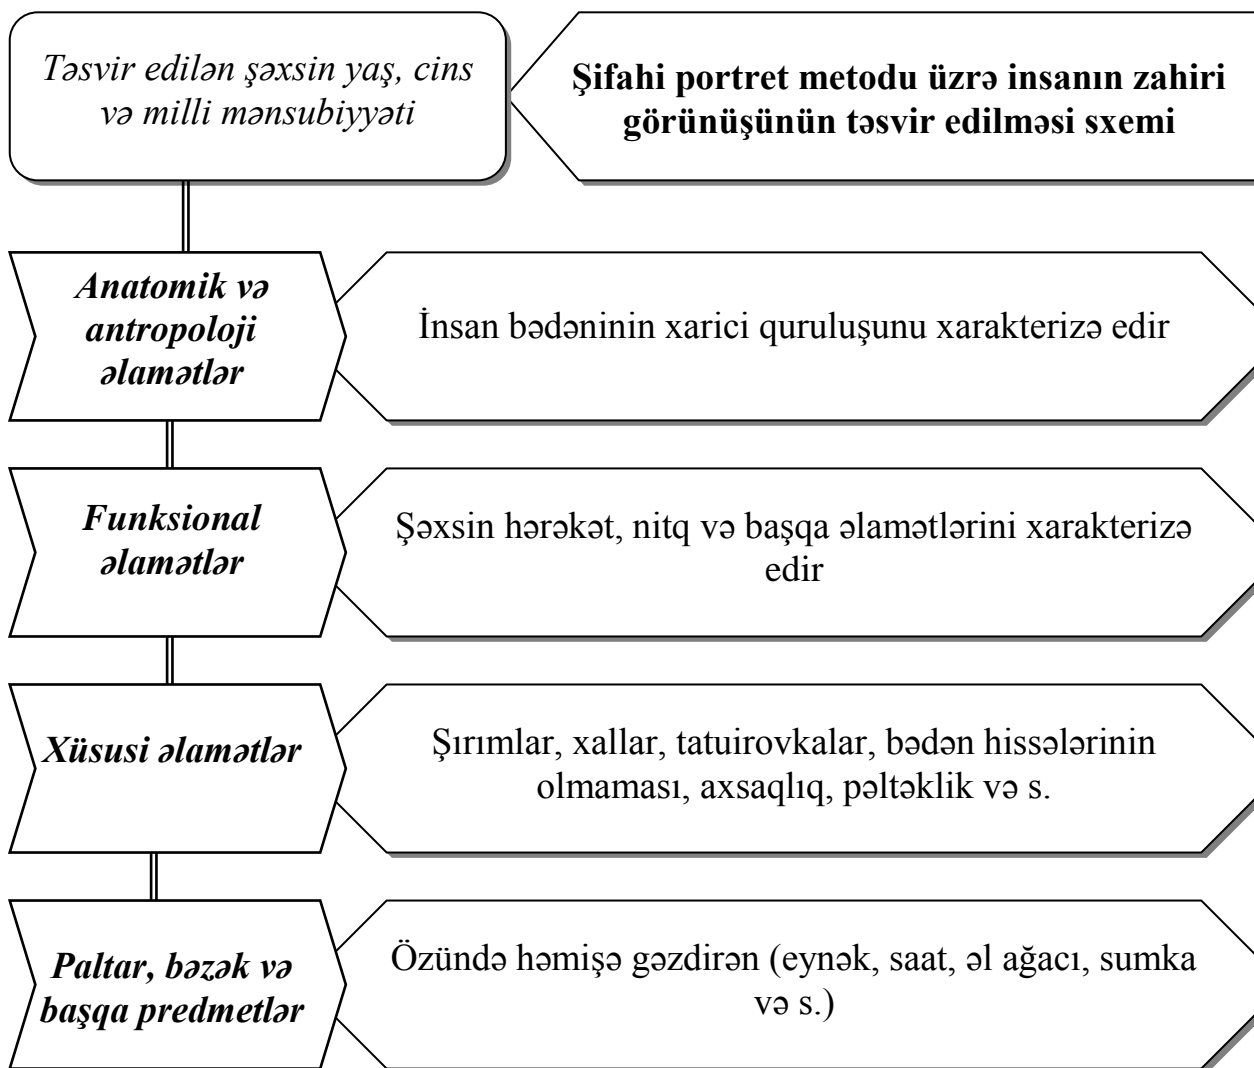 Təsvir edilən şəxsin yaş, cins
və milli mənsubiyyəti
Şifahi portret metodu üzrə insanın zahiri
görünüşünün təsvir edilməsi sxemi
Anatomik və
antropoloji
əlamətlər
İnsan bədəninin xarici quruluşunu xarakterizə edir
Funksional
əlamətlər
Şəxsin hərəkət, nitq və başqa əlamətlərini xarakterizə
edir
Xüsusi əlamətlər
Şırımlar, xallar, tatuirovkalar, bədən hissələrinin
olmaması, axsaqlıq, pəltəklik və s.
Paltar, bəzək və
başqa predmetlər
Özündə həmişə gəzdirən (eynək, saat, əl ağacı, sumka
və s.)